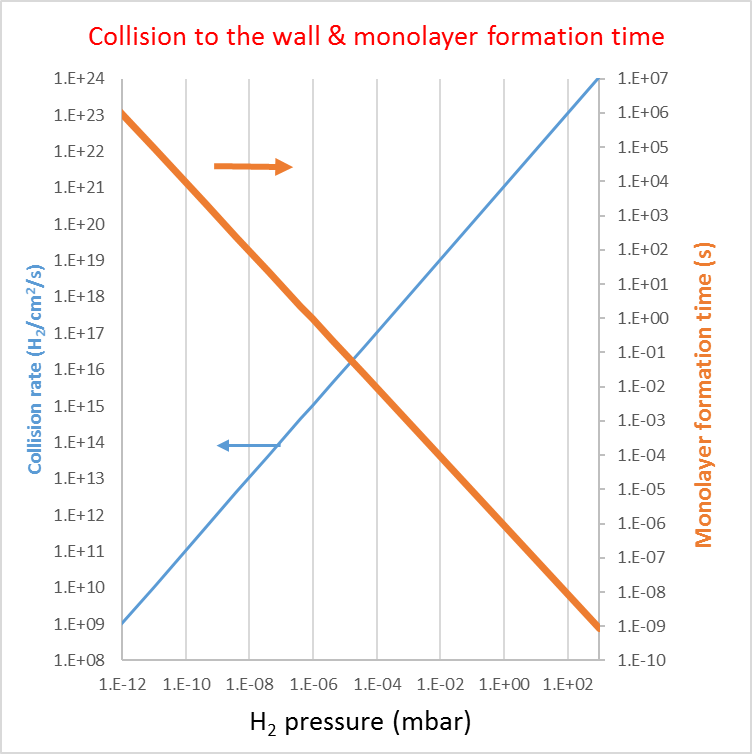 Collision to the wall & monolayer formation time
1.E+24
1.E+23
1.E+22
1.E+21
1.E+20
1.E+19
1.E+18
1.E+17
1.E+16
1.E+15
1.E+14
1.E+13
1.E+12
1.E+11
1.E+10
1.E+09
1.E+08
Collision rate (H₂/cm²/s)
1.E+07
1.E+06
1.E+05
1.E+04
1.E+03
1.E+02
1.E+01
1.E+00
1.E-01
1.E-02
1.E-03
1.E-04
1.E-05
1.E-06
1.E-07
1.E-08
1.E-09
1.E-10
Monolayer formation time (s)
1.E-12 1.E-10 1.E-08 1.E-06 1.E-04 1.E-02 1.E+00 1.E+02
H₂ pressure (mbar)